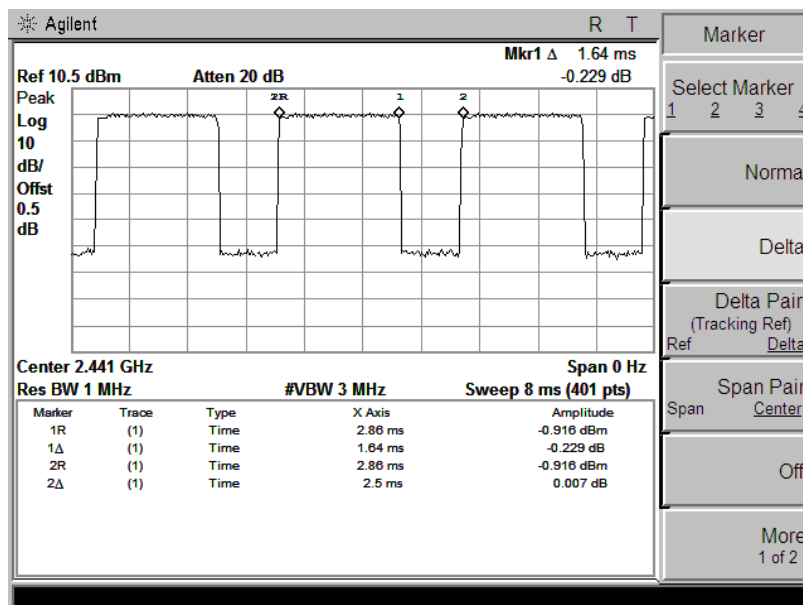 Agilent R T
Mkr1 Δ 1.64 ms
Ref 10.5 dBm Atten 20 dB -0.229 dB
Peak
Log
10
dB/
Offst
0.5
dB
2R 1 2
Center 2.441 GHz Span 0 Hz
Res BW 1 MHz #VBW 3 MHz Sweep 8 ms (401 pts)
Marker Trace Type X Axis Amplitude
1R (1) Time 2.86 ms -0.916 dBm
1Δ (1) Time 1.64 ms -0.229 dB
2R (1) Time 2.86 ms -0.916 dBm
2Δ (1) Time 2.5 ms 0.007 dB
Marker
Select Marker
1 2 3 4
Norma
Delta
Delta Pair
(Tracking Ref)
Ref Delta
Span Pair
Span Center
Off
More
1 of 2